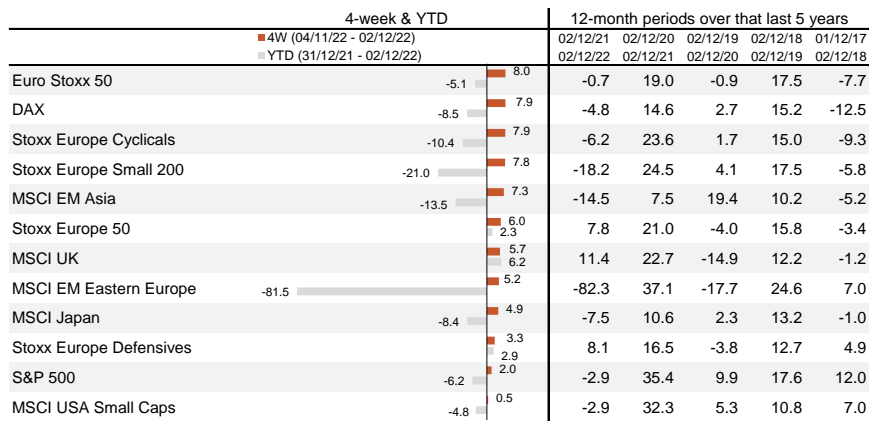 4-week & YTD 12-month periods over that last 5 years
4W (04/11/22 - 02/12/22) 02/12/21 02/12/20 02/12/19 02/12/18 01/12/17
YTD (31/12/21 - 02/12/22) 02/12/22 02/12/21 02/12/20 02/12/19 02/12/18
Euro Stoxx 50 -5.1 8.0 -0.7 19.0 -0.9 17.5 -7.7
DAX -8.5 7.9 -4.8 14.6 2.7 15.2 -12.5
Stoxx Europe Cyclicals -10.4 7.9 -6.2 23.6 1.7 15.0 -9.3
Stoxx Europe Small 200 -21.0 7.8 -18.2 24.5 4.1 17.5 -5.8
MSCI EM Asia -13.5 7.3 -14.5 7.5 19.4 10.2 -5.2
Stoxx Europe 50 6.0 2.3 7.8 21.0 -4.0 15.8 -3.4
MSCI UK 5.7 6.2 11.4 22.7 -14.9 12.2 -1.2
MSCI EM Eastern Europe -81.5 5.2 -82.3 37.1 -17.7 24.6 7.0
MSCI Japan -8.4 4.9 -7.5 10.6 2.3 13.2 -1.0
Stoxx Europe Defensives 3.3 2.9 8.1 16.5 -3.8 12.7 4.9
S&P 500 -6.2 2.0 -2.9 35.4 9.9 17.6 12.0
MSCI USA Small Caps -4.8 0.5 -2.9 32.3 5.3 10.8 7.0